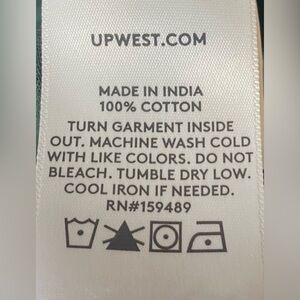 UPWEST.COM
MADE IN INDIA
100% COTTON
TURN GARMENT INSIDE
OUT. MACHINE WASH COLD
WITH LIKE COLORS. DO NOT
BLEACH. TUMBLE DRY LOW.
COOL IRON IF NEEDED.
RN#159489